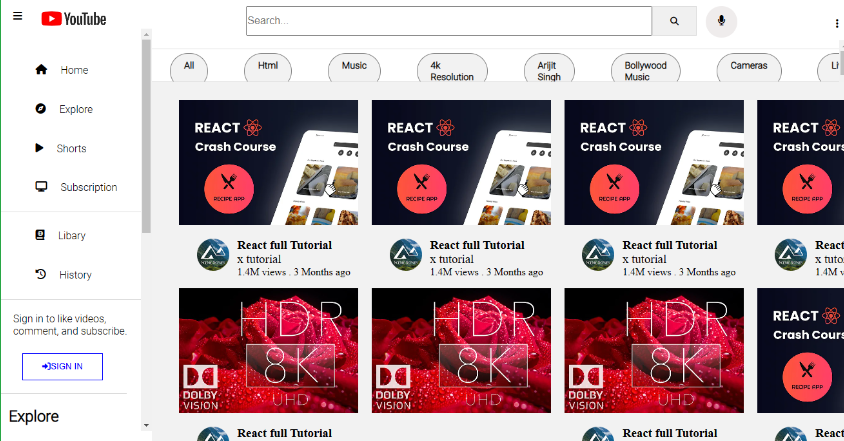 YouTube
Search...
All
Html
Music
4k
Resolution
Arijit
Singh
Bollywood
Music
Cameras
Home
Explore
Shorts
Subscription
Libary
History
Sign in to like videos,
comment, and subscribe.
SIGN IN
Explore
REACT
Crash Course
RECIPE APP
REACT
Crash Course
RECIPE APP
REACT
Crash Course
RECIPE APP
REACT
Crash Cours
RECIPE APP
React full Tutorial
x tutorial
1.4M views . 3 Months ago
React full Tutorial
x tutorial
1.4M views . 3 Months ago
React full Tutorial
x tutorial
1.4M views . 3 Months ago
React
x tuto
1.4M v
HDR
8K
UHD
DOLBY
VISION
HDR
8K
UHD
DOLBY
VISION
HDR
8K
UHD
DOLBY
VISION
REACT
Crash Cours
RECIPE APP
React full Tutorial
React full Tutorial
React full Tutorial
React